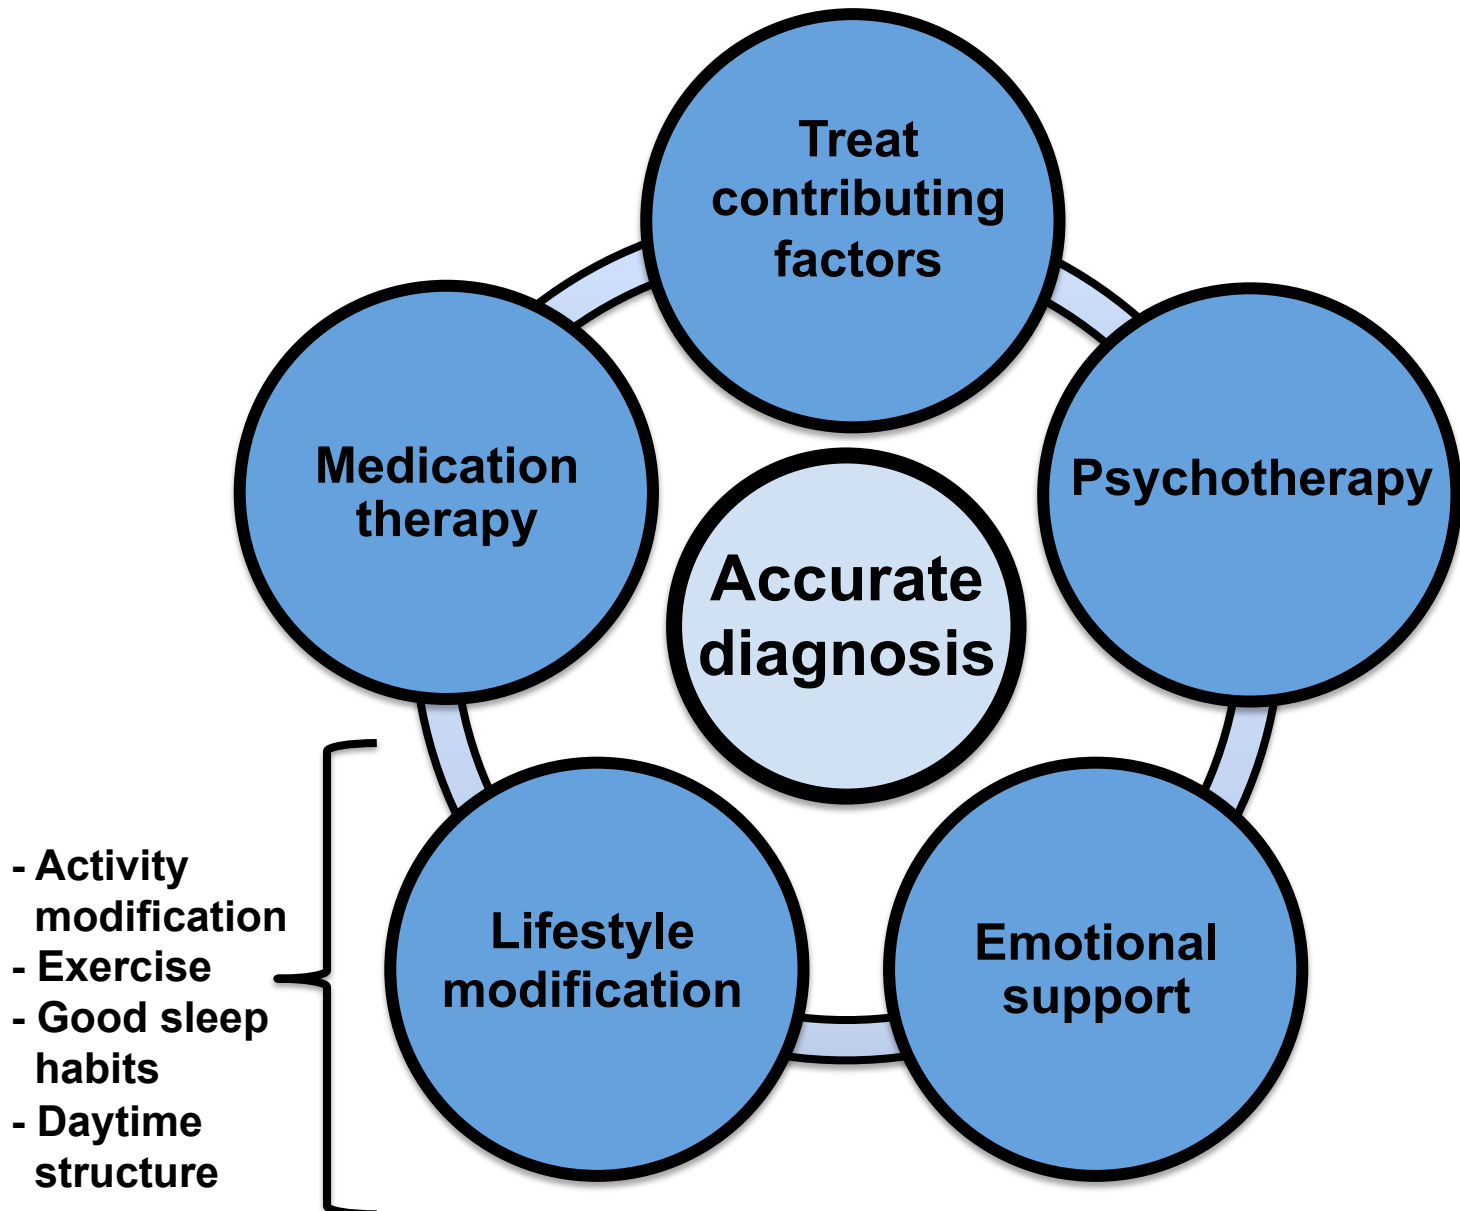 Treat
contributing
factors
Medication
therapy
Psychotherapy
Accurate
diagnosis
Lifestyle
modification
Emotional
support
- Activity
modification
- Exercise
- Good sleep
habits
- Daytime
structure